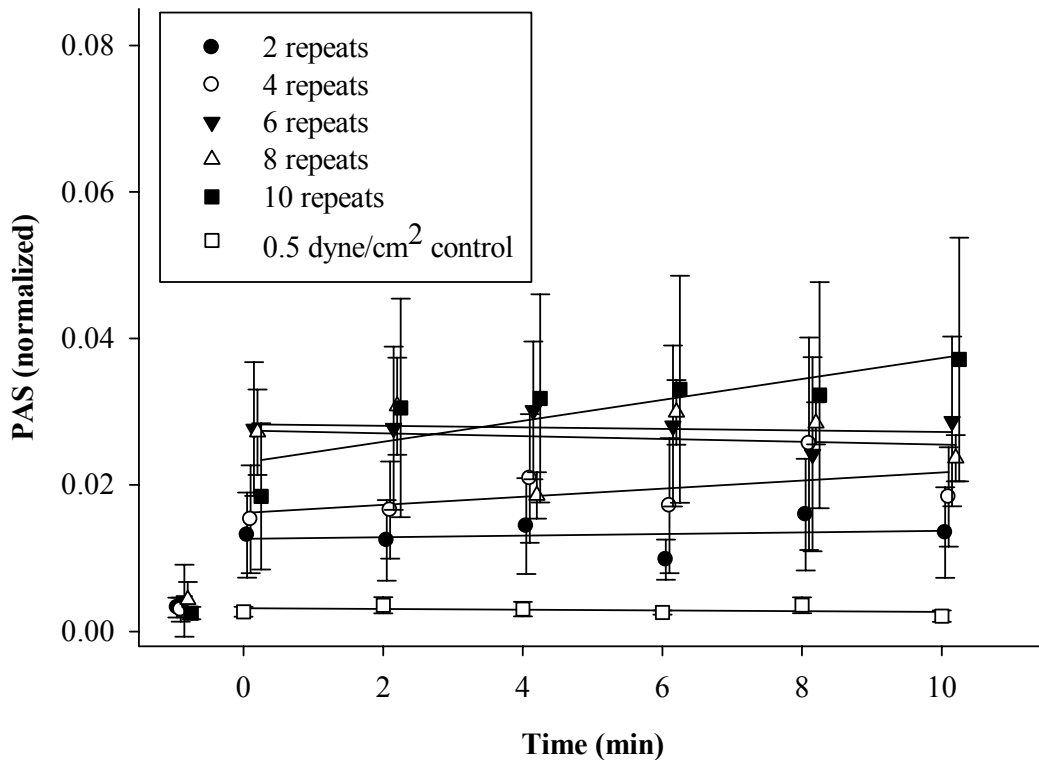 0.08
0.06
0.04
0.02
0.00
PAS (normalized)
2 repeats
4 repeats
6 repeats
8 repeats
10 repeats
0.5 dyne/cm² control
0 2 4 6 8 10
Time (min)